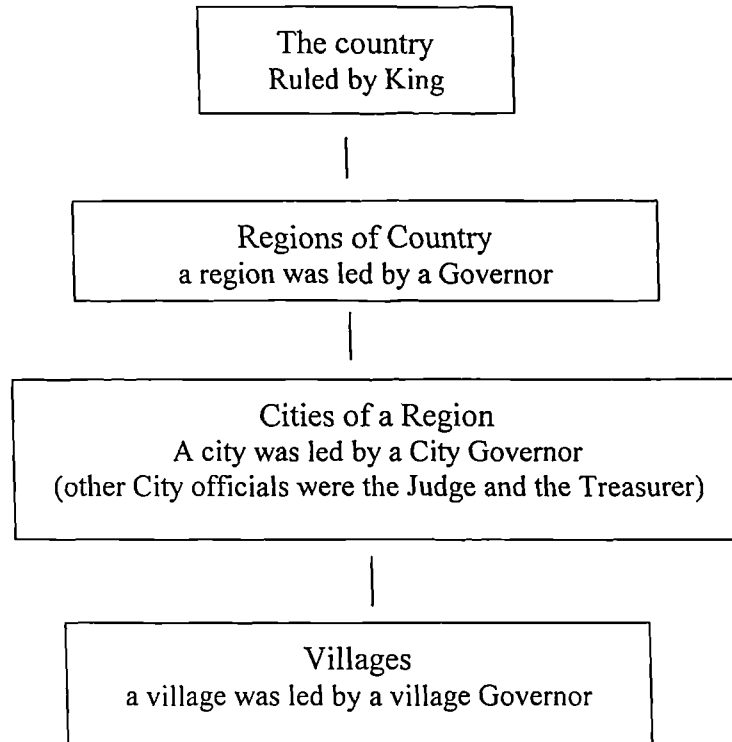 The country
Ruled by King
Regions of Country
a region was led by a Governor
Cities of a Region
A city was led by a City Governor
(other City officials were the Judge and the Treasurer)
Villages
a village was led by a village Governor